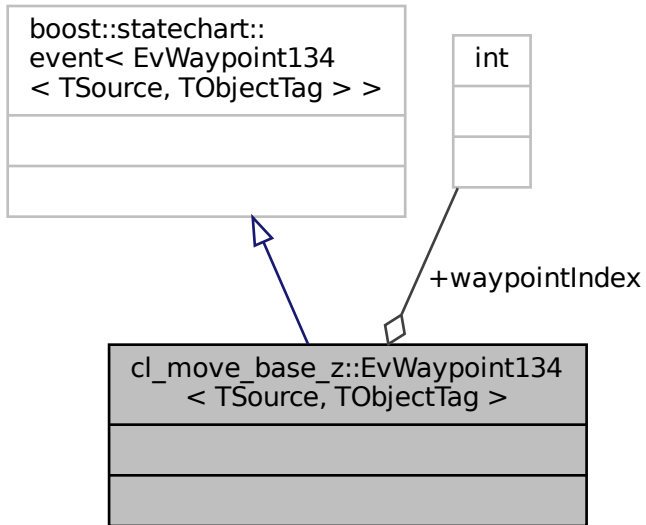 boost::statechart::
event< EvWaypoint134
< TSource, TObjectTag > >
int
+waypointIndex
cl_move_base_z::EvWaypoint134
< TSource, TObjectTag >